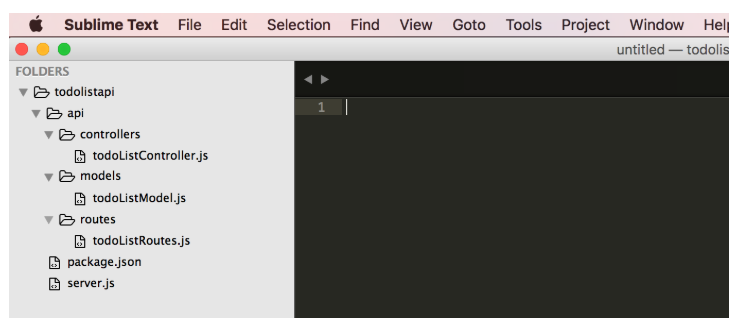 Sublime Text File Edit Selection Find View Goto Tools Project Window Help
untitled — todolis
FOLDERS
todolistapi
api
1
controllers
todoListController.js
models
todoListModel.js
routes
todoListRoutes.js
package.json
server.js